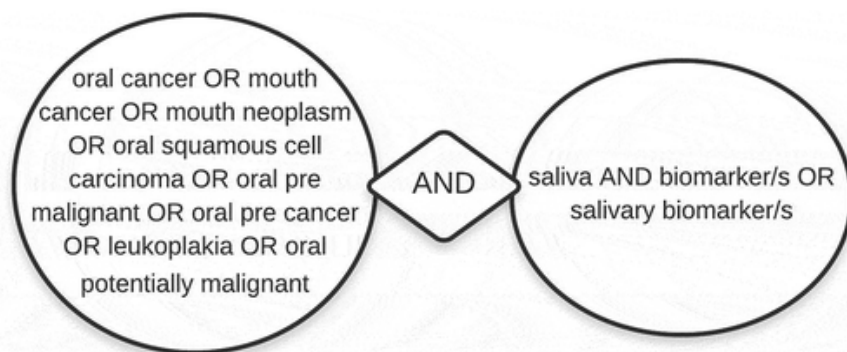 oral cancer OR mouth
cancer OR mouth neoplasm
OR oral squamous cell
carcinoma OR oral pre
malignant OR oral pre cancer
OR leukoplakia OR oral
potentially malignant
AND
saliva AND biomarker/s OR
salivary biomarker/s